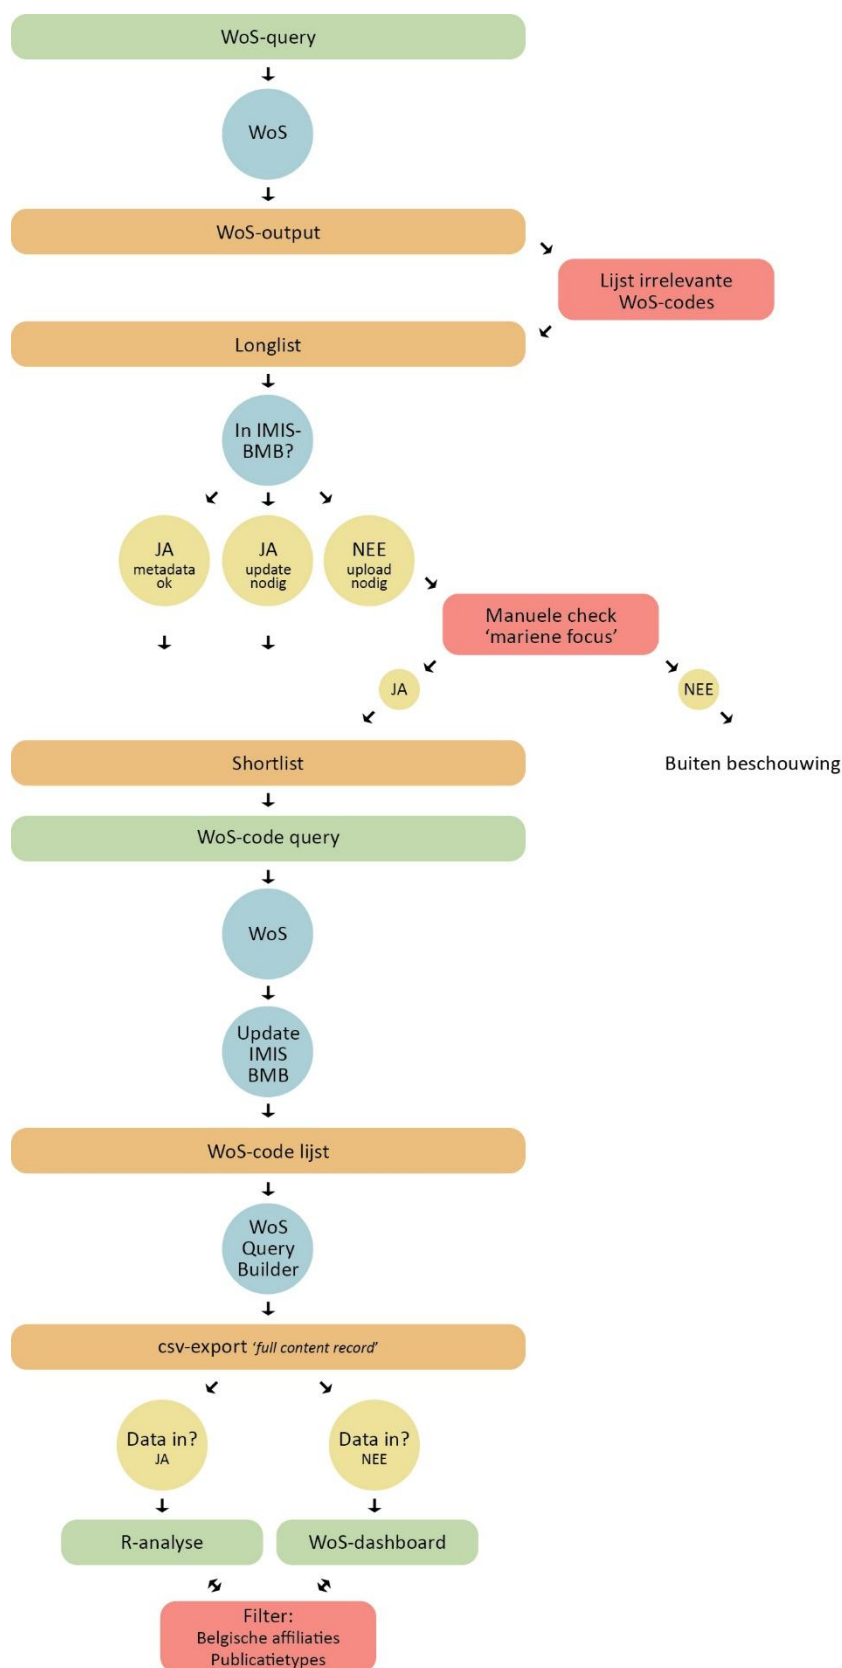 WoS-query
WoS
WoS-output
Lijst irrelevante
WoS-codes
Longlist
In IMIS-
BMB?
JA
metadata
ok
JA
update
nodig
NEE
upload
nodig
Manuele check
‘mariene focus’
JA
NEE
Shortlist
Buiten beschouwing
WoS-code query
WoS
Update
IMIS
BMB
WoS-code lijst
WoS
Query
Builder
csv-export ‘full content record’
Data in?
JA
Data in?
NEE
R-analyse
WoS-dashboard
Filter:
Belgische affiliaties
Publicatietypes